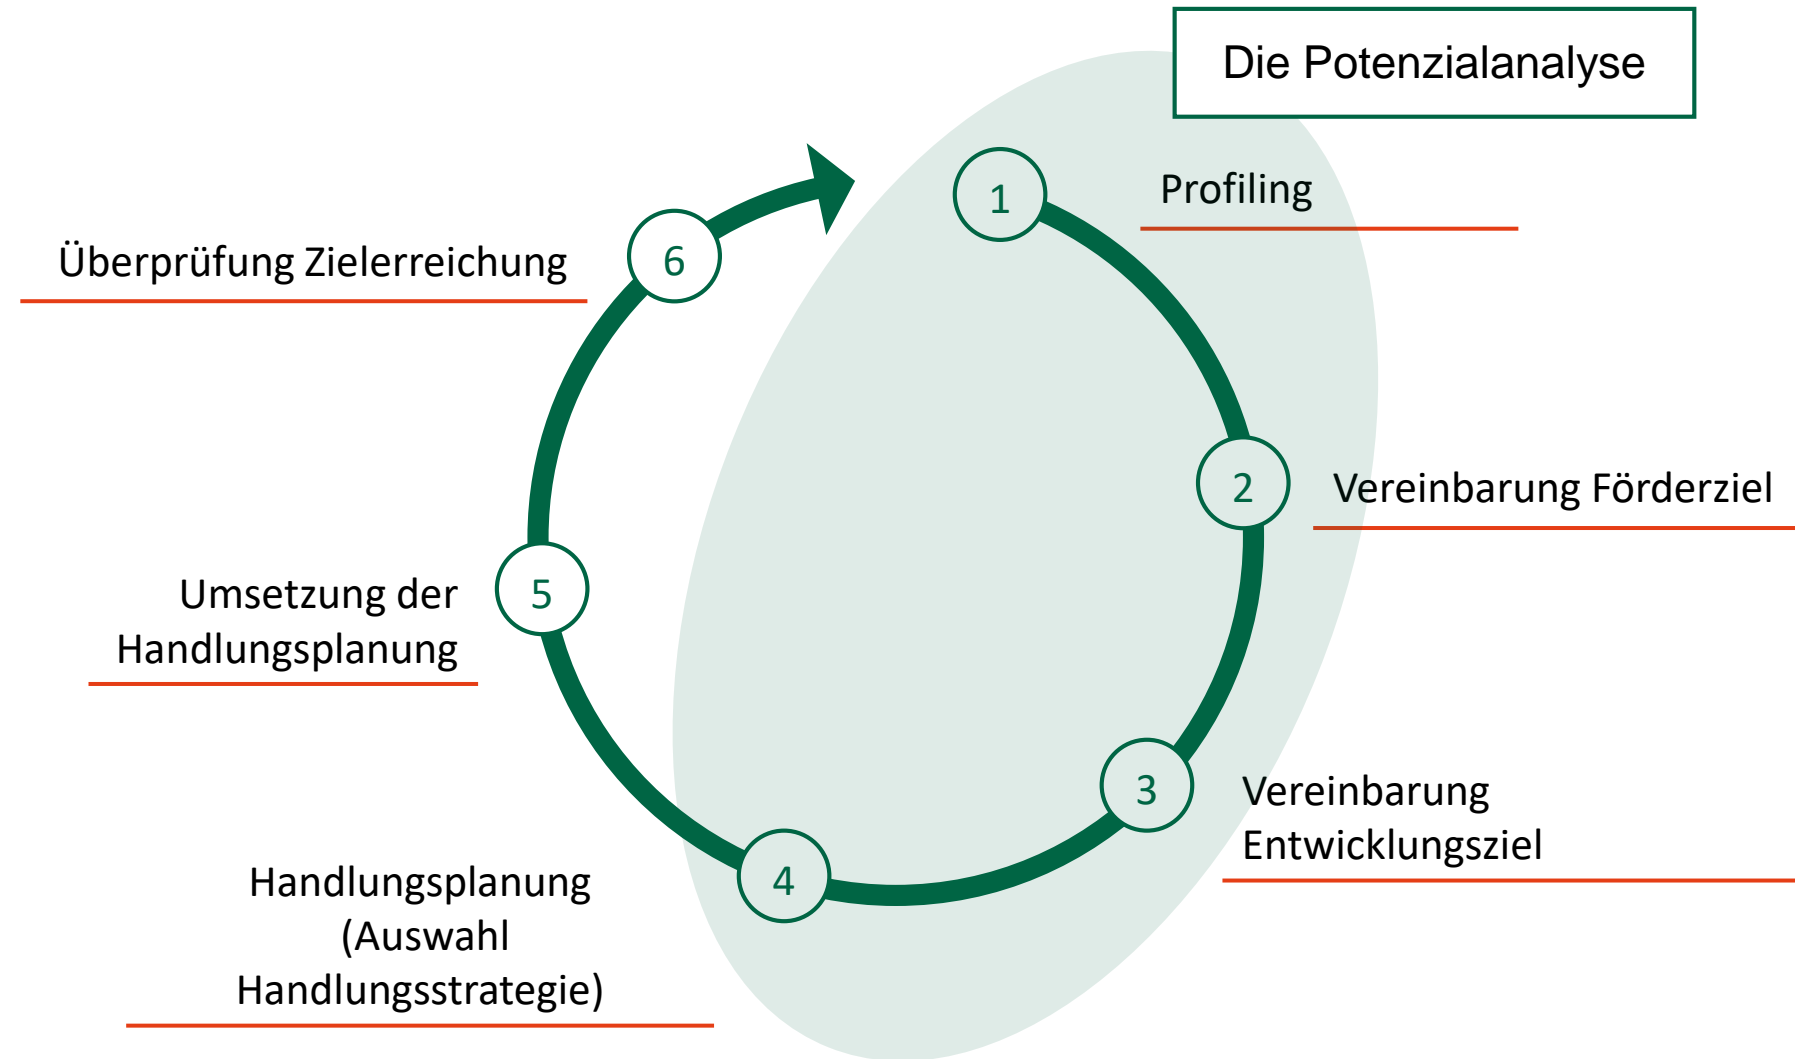 Die Potenzialanalyse
1
Profiling
2
Vereinbarung Förderziel
3
Vereinbarung
Entwicklungsziel
4
Handlungsplanung
(Auswahl
Handlungsstrategie)
5
Umsetzung der
Handlungsplanung
6
Überprüfung Zielerreichung